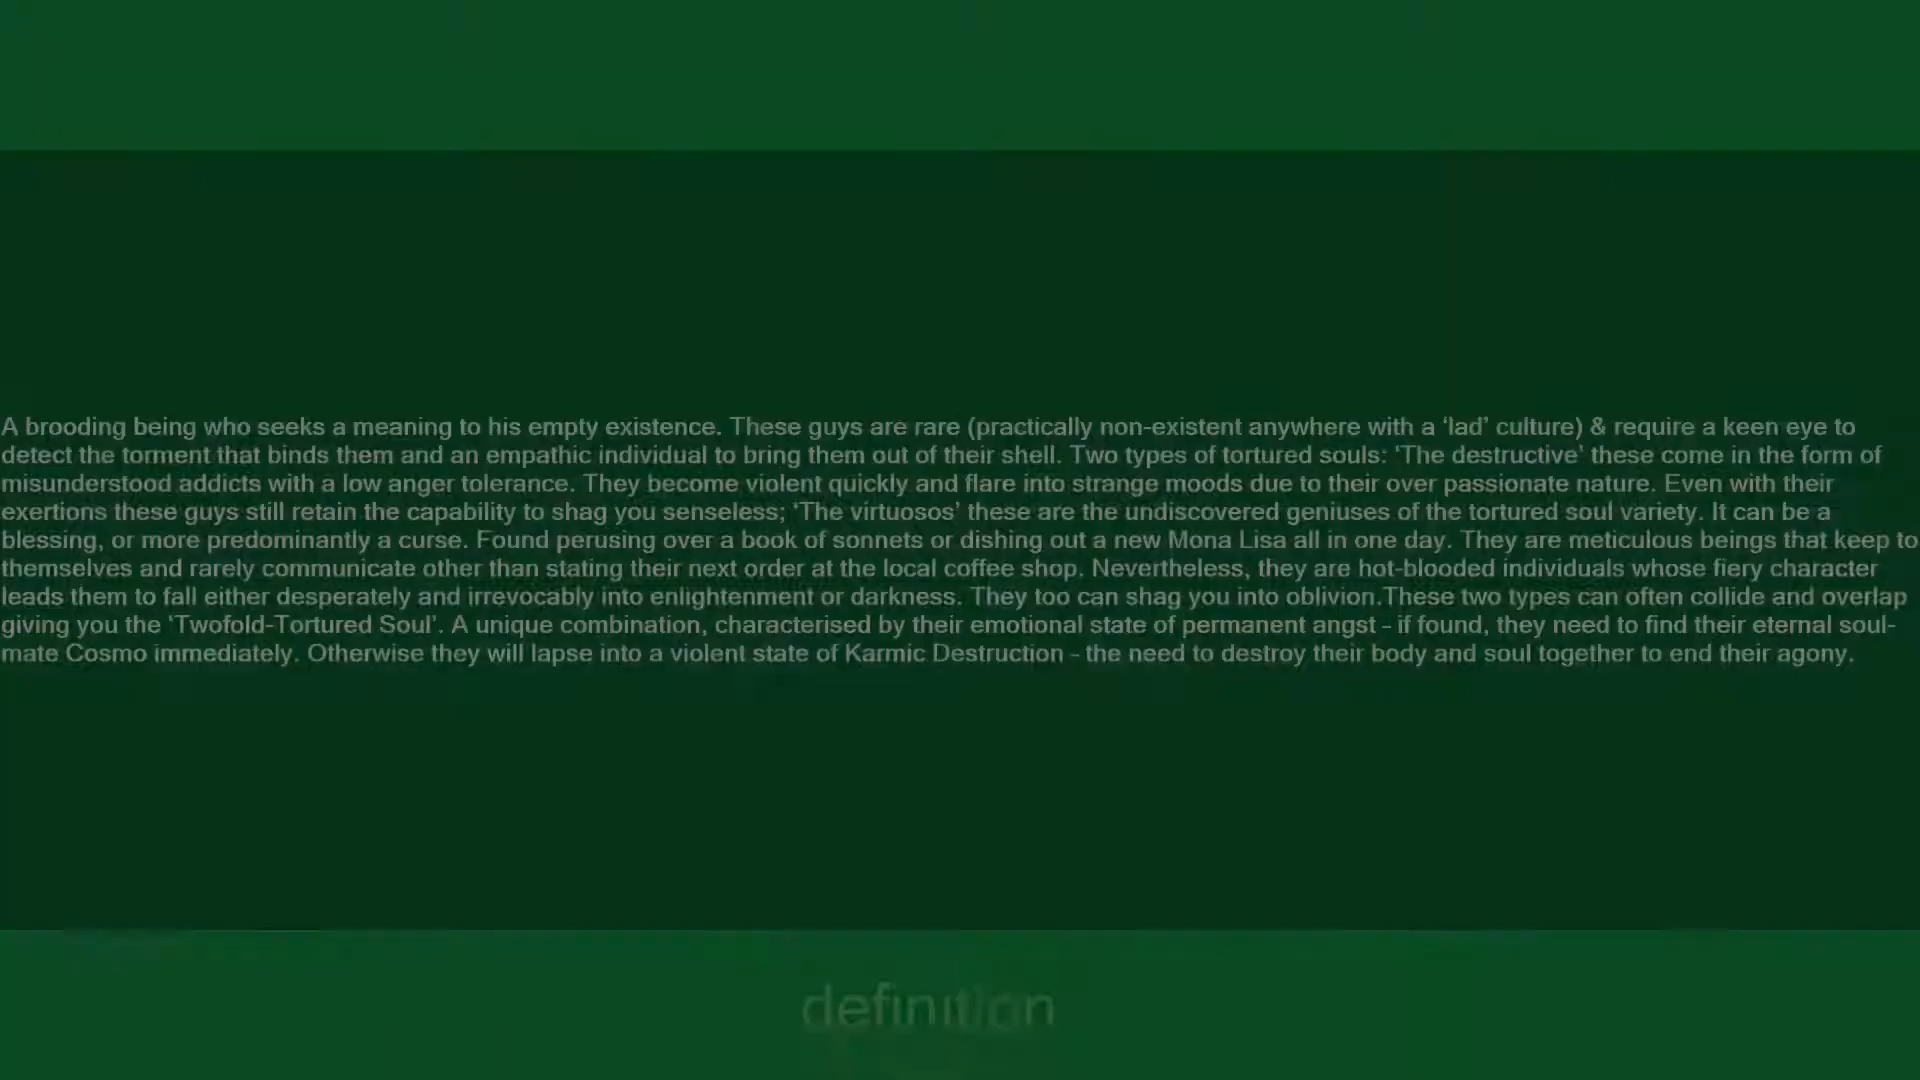 A brooding being who seeks a meaning to his empty existence. These guys are rare (practically non-existent anywhere with a ‘lad’ culture) & require a keen eye to
detect the torment that binds them and an empathic individual to bring them out of their shell. Two types of tortured souls: ‘The destructive’ these come in the form of
misunderstood addicts with a low anger tolerance. They become violent quickly and flare into strange moods due to their over passionate nature. Even with their
exertions these guys still retain the capability to shag you senseless; ‘The virtuosos’ these are the undiscovered geniuses of the tortured soul variety. It can be a
blessing, or more predominantly a curse. Found perusing over a book of sonnets or dishing out a new Mona Lisa all in one day. They are meticulous beings that keep to
themselves and rarely communicate other than stating their next order at the local coffee shop. Nevertheless, they are hot-blooded individuals whose fiery character
leads them to fall either desperately and irrevocably into enlightenment or darkness. They too can shag you into oblivion.These two types can often collide and overlap
giving you the ‘Twofold-Tortured Soul’. A unique combination, characterised by their emotional state of permanent angst – if found, they need to find their eternal soul-
mate Cosmo immediately. Otherwise they will lapse into a violent state of Karmic Destruction – the need to destroy their body and soul together to end their agony.
definition